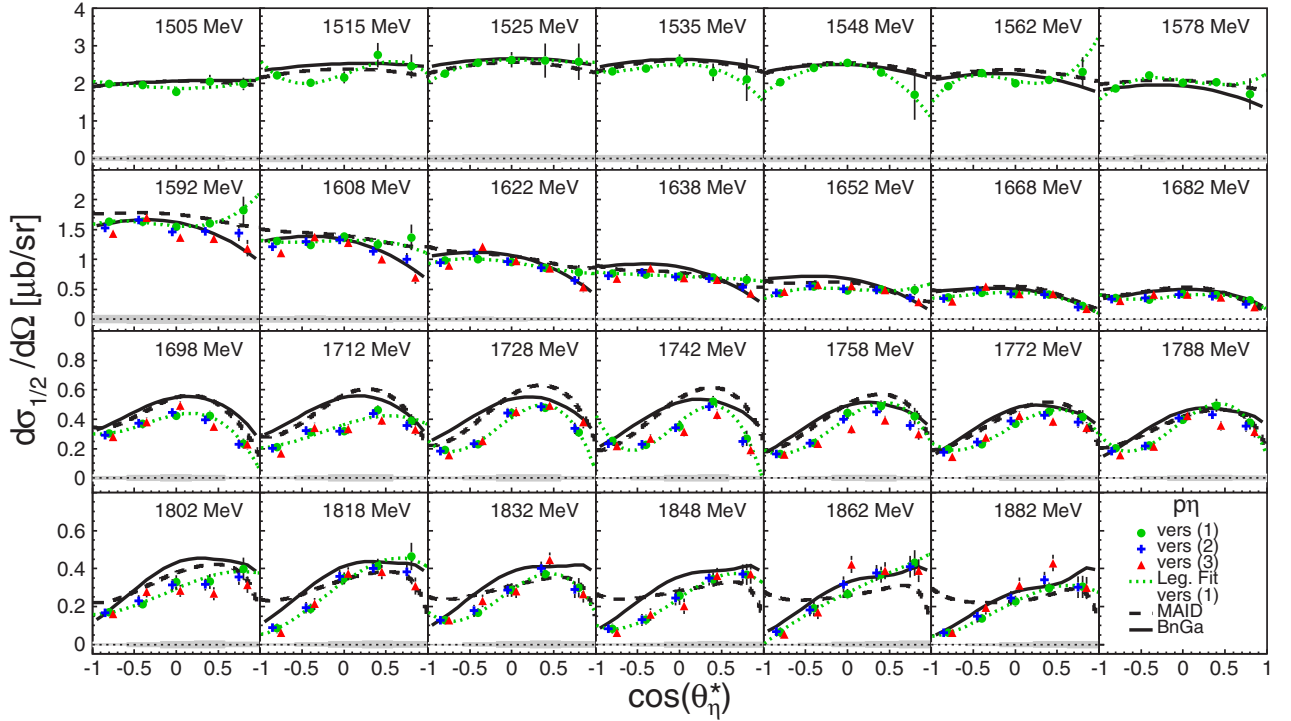 1505 MeV 1515 MeV 1525 MeV 1535 MeV 1548 MeV 1562 MeV 1578 MeV
4
3
2
1
0
1592 MeV 1608 MeV 1622 MeV 1638 MeV 1652 MeV 1668 MeV 1682 MeV
2
1.5
1
0.5
0
dσ1/2 /dΩ [μb/sr]
1698 MeV 1712 MeV 1728 MeV 1742 MeV 1758 MeV 1772 MeV 1788 MeV
0.8
0.6
0.4
0.2
0
1802 MeV 1818 MeV 1832 MeV 1848 MeV 1862 MeV 1882 MeV
0.6
0.4
0.2
0
pη
vers (1)
vers (2)
vers (3)
Leg. Fit
vers (1)
MAID
BnGa
-1 -0.5 0 0.5 -1 -0.5 0 0.5 -1 -0.5 0 0.5 -1 -0.5 0 0.5 -1 -0.5 0 0.5 -1 -0.5 0 0.5 -1 -0.5 0 0.5 1
cos(θ*η)